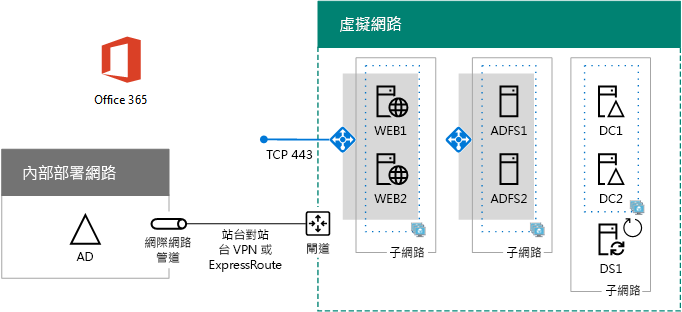 虛擬網路
Office 365
TCP 443
WEB1
WEB2
子網路
ADFS1
ADFS2
子網路
DC1
DC2
DS1
子網路
內部部署網路
AD
網際網路
管道
站台對站
台 VPN 或
ExpressRoute
閘道